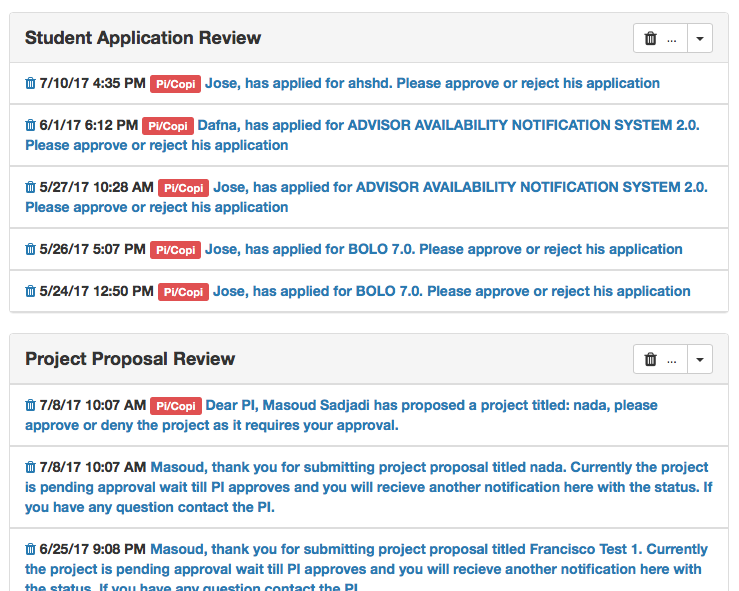 Student Application Review
...
7/10/17 4:35 PM Pi/Copi Jose, has applied for ahshd. Please approve or reject his application
6/1/17 6:12 PM Pi/Copi Dafna, has applied for ADVISOR AVAILABILITY NOTIFICATION SYSTEM 2.0.
Please approve or reject his application
5/27/17 10:28 AM Pi/Copi Jose, has applied for ADVISOR AVAILABILITY NOTIFICATION SYSTEM 2.0.
Please approve or reject his application
5/26/17 5:07 PM Pi/Copi Jose, has applied for BOLO 7.0. Please approve or reject his application
5/24/17 12:50 PM Pi/Copi Jose, has applied for BOLO 7.0. Please approve or reject his application
Project Proposal Review
...
7/8/17 10:07 AM Pi/Copi Dear PI, Masoud Sadjadi has proposed a project titled: nada, please
approve or deny the project as it requires your approval.
7/8/17 10:07 AM Masoud, thank you for submitting project proposal titled nada. Currently the project
is pending approval wait till PI approves and you will recieve another notification here with the status. If
you have any question contact the PI.
6/25/17 9:08 PM Masoud, thank you for submitting project proposal titled Francisco Test 1. Currently
the project is pending approval wait till PI approves and you will recieve another notification here with
the status. If you have any question contact the PI.